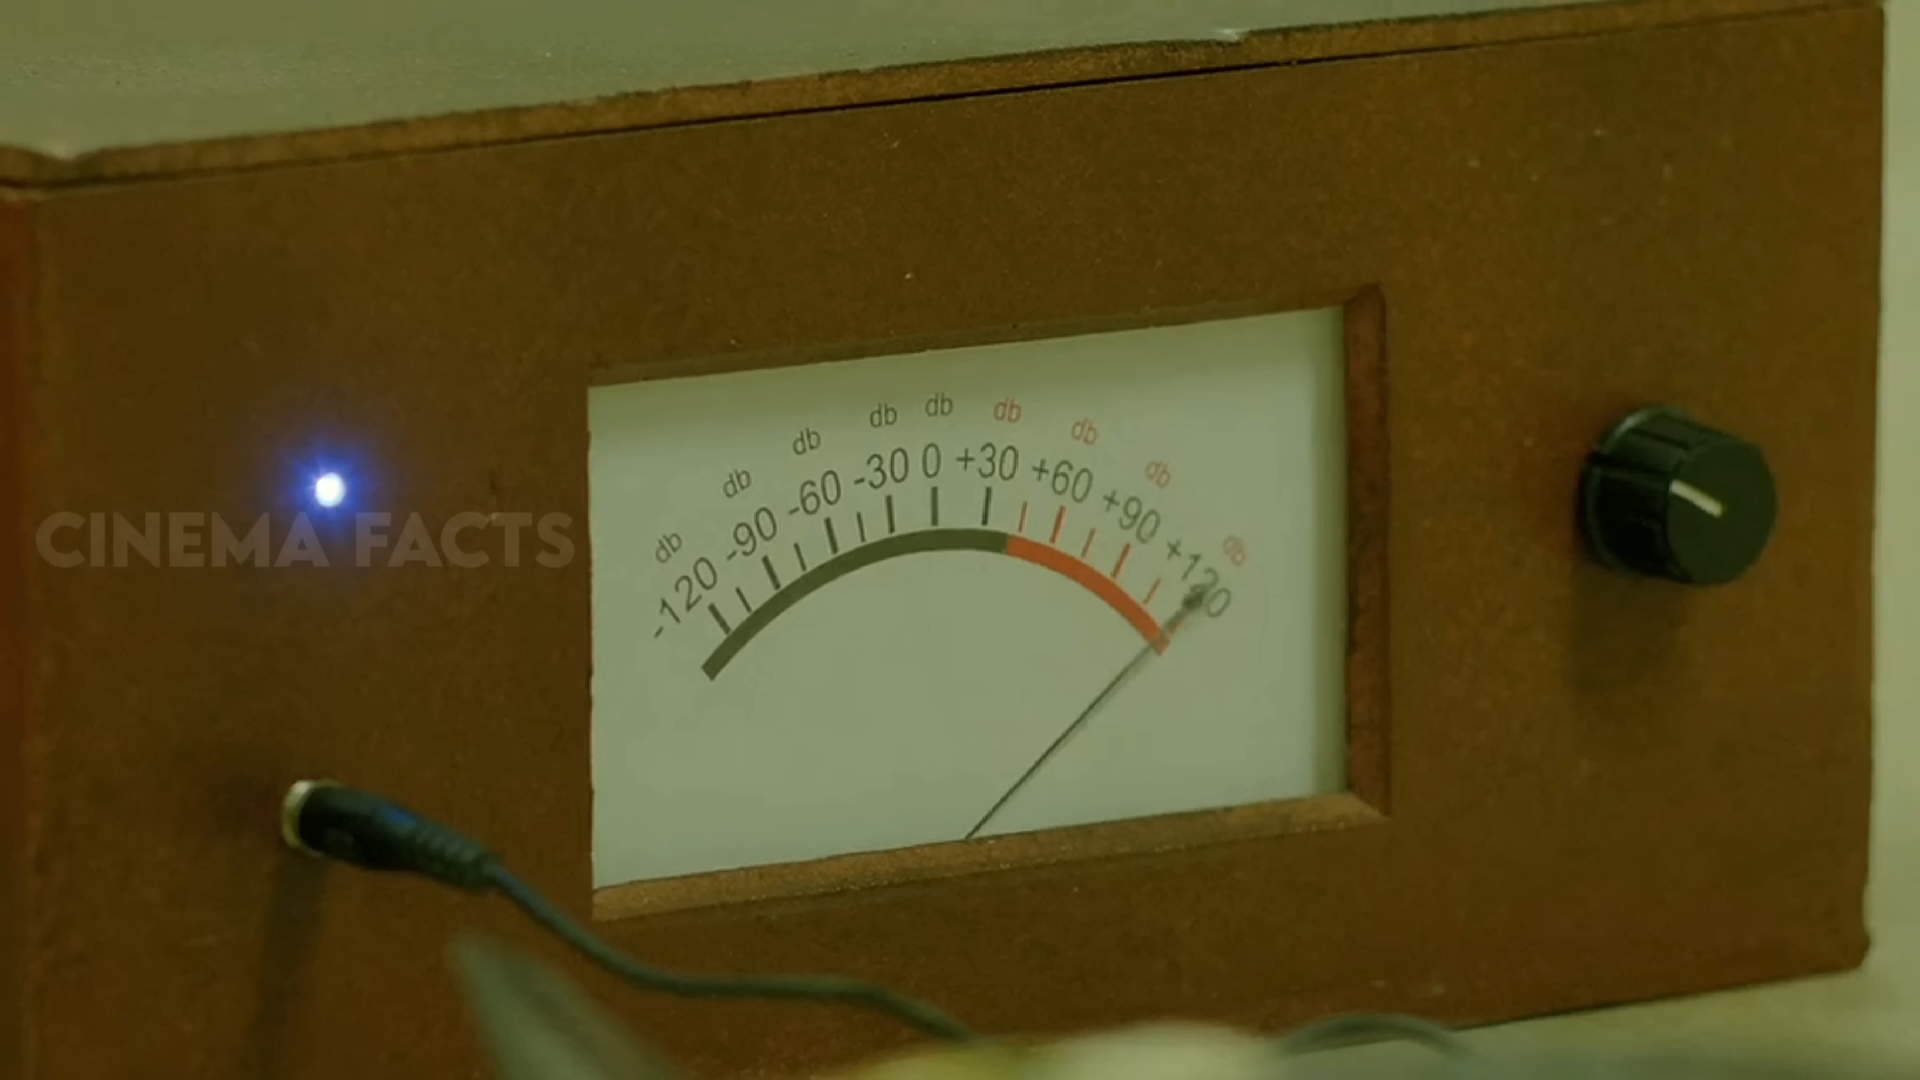 db db db db db db db db db
-120 -90 -60 -30 0 +30 +60 +90 +120
CINEMA FACTS